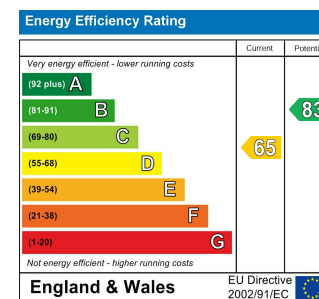 Energy Efficiency Rating
Current Potenti
Very energy efficient - lower running costs
(92 plus) A
(81-91) B
83
(69-80) C
65
(55-68) D
(39-54) E
(21-38) F
(1-20) G
Not energy efficient - higher running costs
England & Wales
EU Directive
2002/91/EC